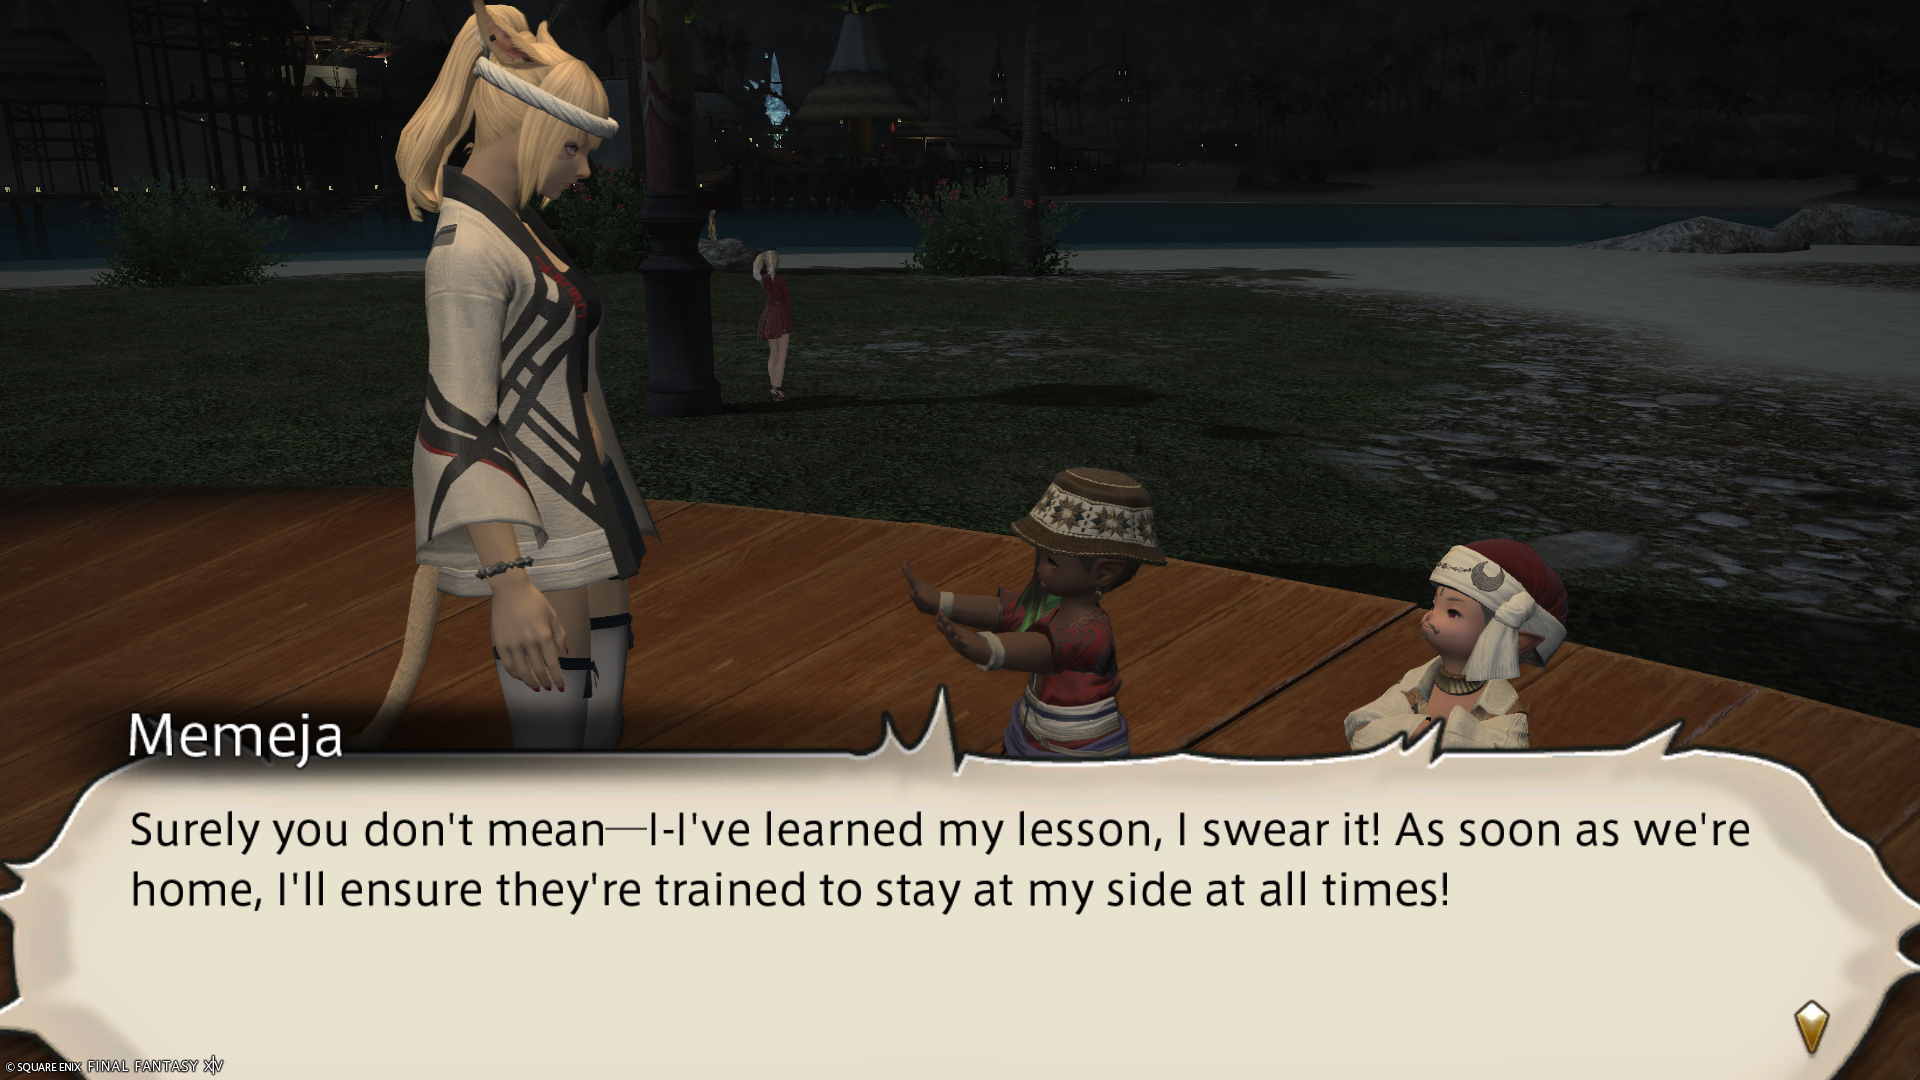 Memeja
Surely you don't mean—I-I've learned my lesson, I swear it! As soon as we're
home, I'll ensure they're trained to stay at my side at all times!
© SQUARE ENIX FINAL FANTASY XIV